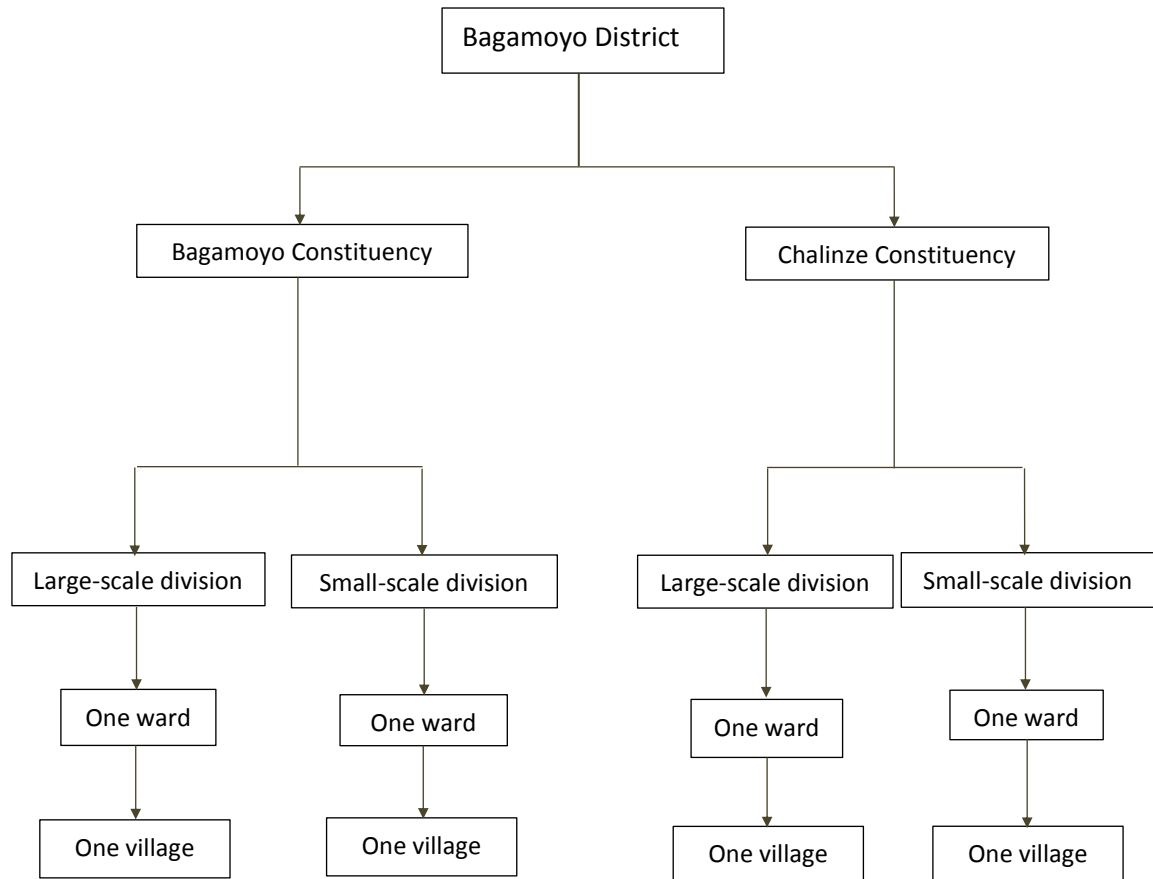 Bagamoyo District
Bagamoyo Constituency
Chalinze Constituency
Large-scale division
Small-scale division
Large-scale division
Small-scale division
One ward
One ward
One ward
One ward
One village
One village
One village
One village